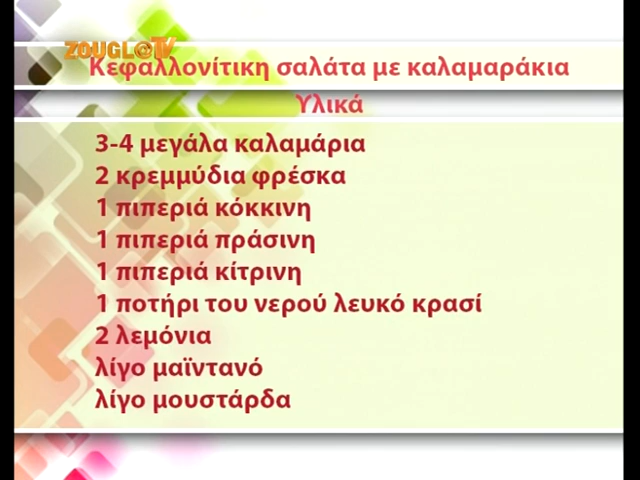 ZOUGL@TV
Κεφαλλονίτικη σαλάτα με καλαμαράκια
Υλικά
3-4 μεγάλα καλαμάρια
2 κρεμμύδια φρέσκα
1 πιπεριά κόκκινη
1 πιπεριά πράσινη
1 πιπεριά κίτρινη
1 ποτήρι του νερού λευκό κρασί
2 λεμόνια
λίγο μαϊντανό
λίγο μουστάρδα